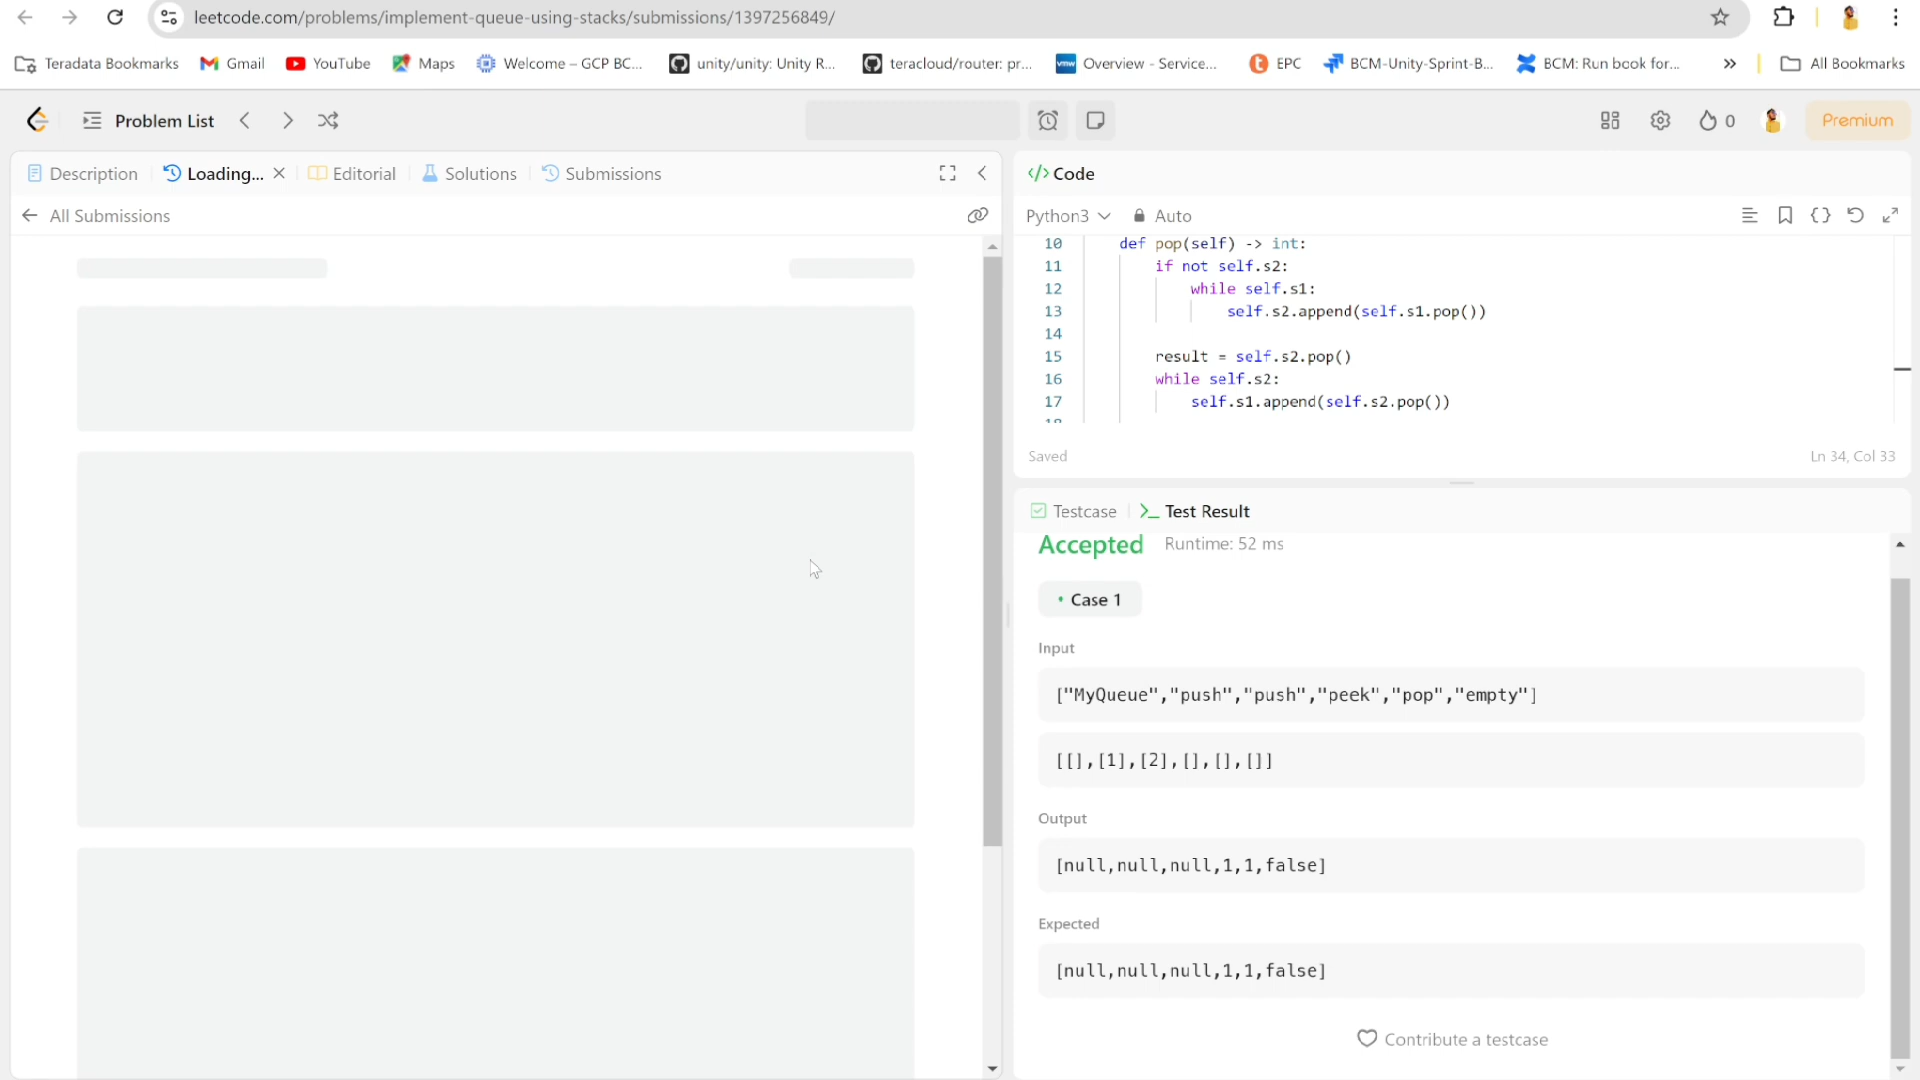 leetcode.com/problems/implement-queue-using-stacks/submissions/1397256849/
Teradata Bookmarks Gmail YouTube Maps Welcome – GCP BC... unity/unity: Unity R... teracloud/router: pr... vmw Overview - Service... EPC BCM-Unity-Sprint-B... BCM: Run book for... » All Bookmarks
Problem List 0 Premium
Description Loading... Editorial Solutions Submissions
All Submissions
</> Code
Python3 Auto
10 def pop(self) -> int:
11 if not self.s2:
12 while self.s1:
13 self.s2.append(self.s1.pop())
14
15 result = self.s2.pop()
16 while self.s2:
17 self.s1.append(self.s2.pop())
Saved Ln 34, Col 33
Testcase >_ Test Result
Accepted Runtime: 52 ms
• Case 1
Input
["MyQueue","push","push","peek","pop","empty"]
[[],[1],[2],[],[],[]]
Output
[null,null,null,1,1,false]
Expected
[null,null,null,1,1,false]
Contribute a testcase